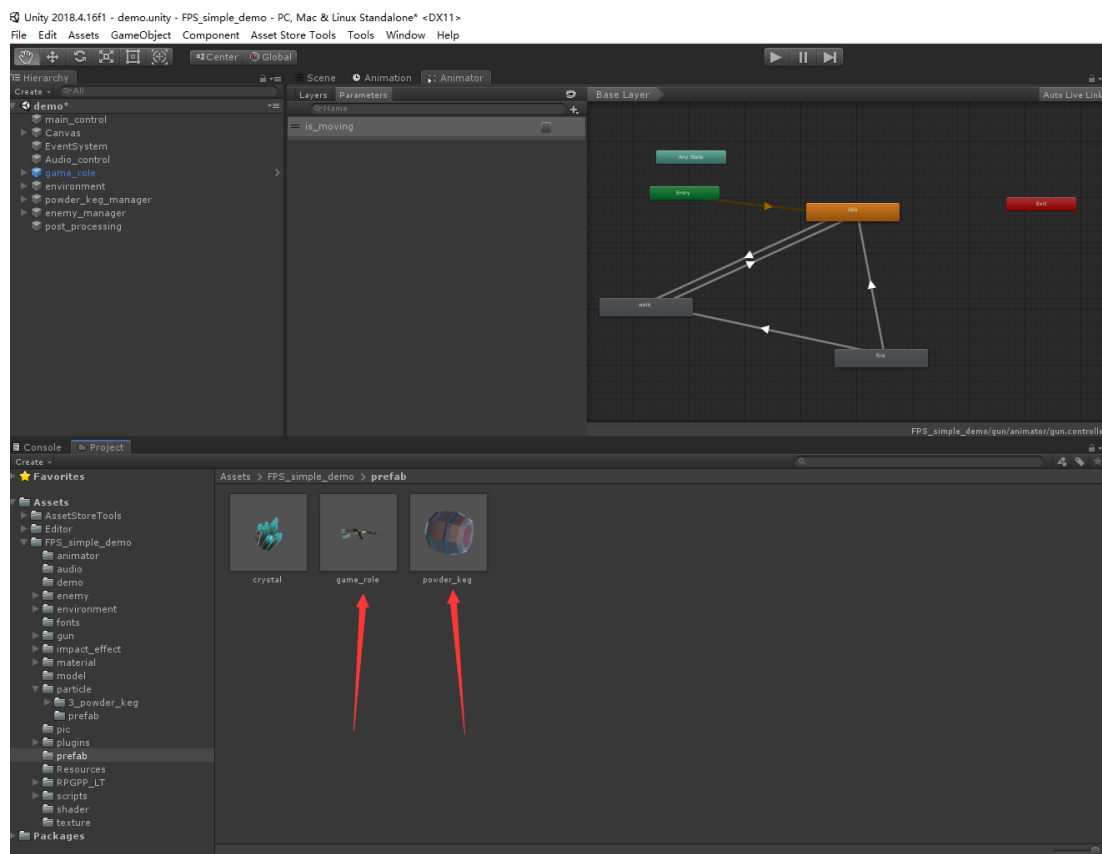 Unity 2018.4.16f1 - demo.unity - FPS_simple_demo - PC, Mac & Linux Standalone* <DX11>
File Edit Assets GameObject Component Asset Store Tools Tools Window Help
Center Global
Hierarchy
Create All
demo*
main_control
Canvas
EventSystem
Audio_control
game_role
environment
powder_keg_manager
enemy_manager
post_processing
Scene Animation Animator
Layers Parameters
Name
is_moving
Base Layer
Auto Live Link
Any State
Entry
idle
Exit
walk
fire
FPS_simple_demo/gun/animator/gun.controlle
Console Project
Create
Favorites
Assets
AssetStoreTools
Editor
FPS_simple_demo
animator
audio
demo
enemy
environment
fonts
gun
impact_effect
material
model
particle
3_powder_keg
prefab
pic
plugins
prefab
Resources
RPGPP_LT
scripts
shader
texture
Packages
Assets > FPS_simple_demo > prefab
crystal
game_role
powder_keg